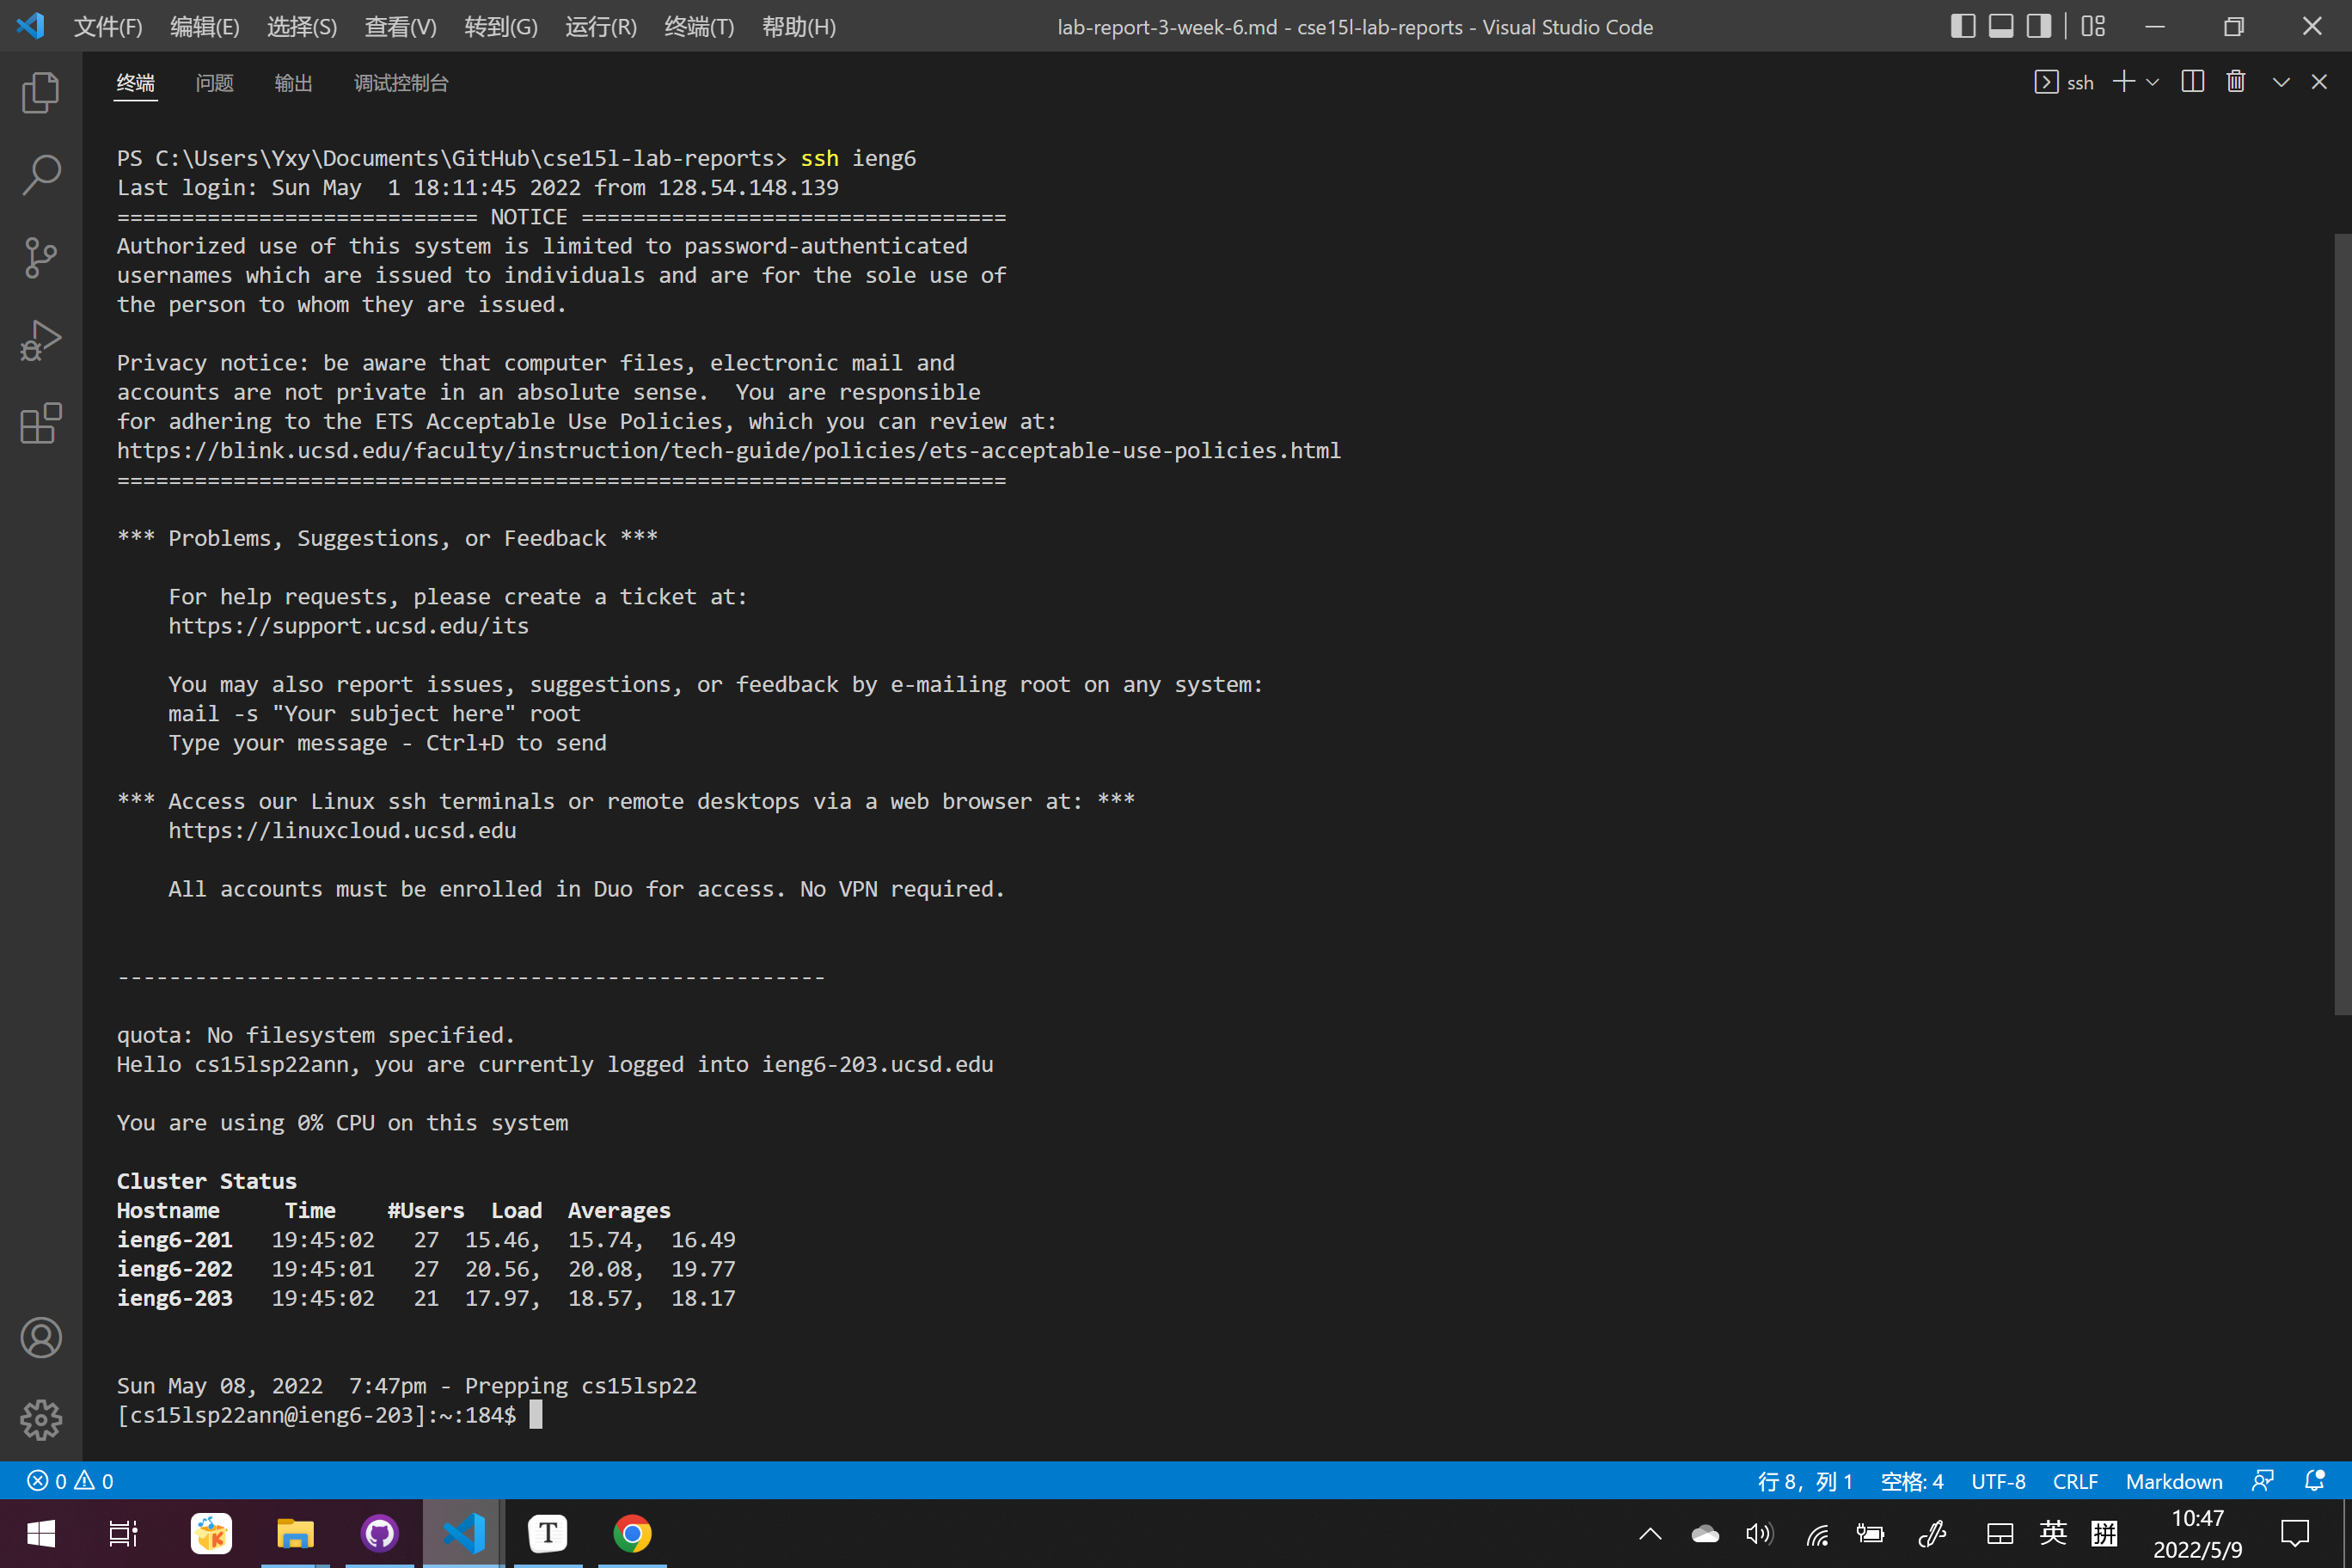 文件(F) 编辑(E) 选择(S) 查看(V) 转到(G) 运行(R) 终端(T) 帮助(H) lab-report-3-week-6.md - cse15l-lab-reports - Visual Studio Code
终端 问题 输出 调试控制台 ssh
PS C:\Users\Yxy\Documents\GitHub\cse15l-lab-reports> ssh ieng6
Last login: Sun May  1 18:11:45 2022 from 128.54.148.139
============================ NOTICE =================================
Authorized use of this system is limited to password-authenticated
usernames which are issued to individuals and are for the sole use of
the person to whom they are issued.
Privacy notice: be aware that computer files, electronic mail and
accounts are not private in an absolute sense.  You are responsible
for adhering to the ETS Acceptable Use Policies, which you can review at:
https://blink.ucsd.edu/faculty/instruction/tech-guide/policies/ets-acceptable-use-policies.html
=====================================================================
*** Problems, Suggestions, or Feedback ***
For help requests, please create a ticket at:
https://support.ucsd.edu/its
You may also report issues, suggestions, or feedback by e-mailing root on any system:
mail -s "Your subject here" root
Type your message - Ctrl+D to send
*** Access our Linux ssh terminals or remote desktops via a web browser at: ***
https://linuxcloud.ucsd.edu
All accounts must be enrolled in Duo for access. No VPN required.
-------------------------------------------------------
quota: No filesystem specified.
Hello cs15lsp22ann, you are currently logged into ieng6-203.ucsd.edu
You are using 0% CPU on this system
Cluster Status
Hostname     Time    #Users  Load  Averages
ieng6-201   19:45:02   27  15.46,  15.74,  16.49
ieng6-202   19:45:01   27  20.56,  20.08,  19.77
ieng6-203   19:45:02   21  17.97,  18.57,  18.17
Sun May 08, 2022  7:47pm - Prepping cs15lsp22
[cs15lsp22ann@ieng6-203]:~:184$
0 0 行 8，列 1 空格: 4 UTF-8 CRLF Markdown
K T 英 拼 10:47
2022/5/9